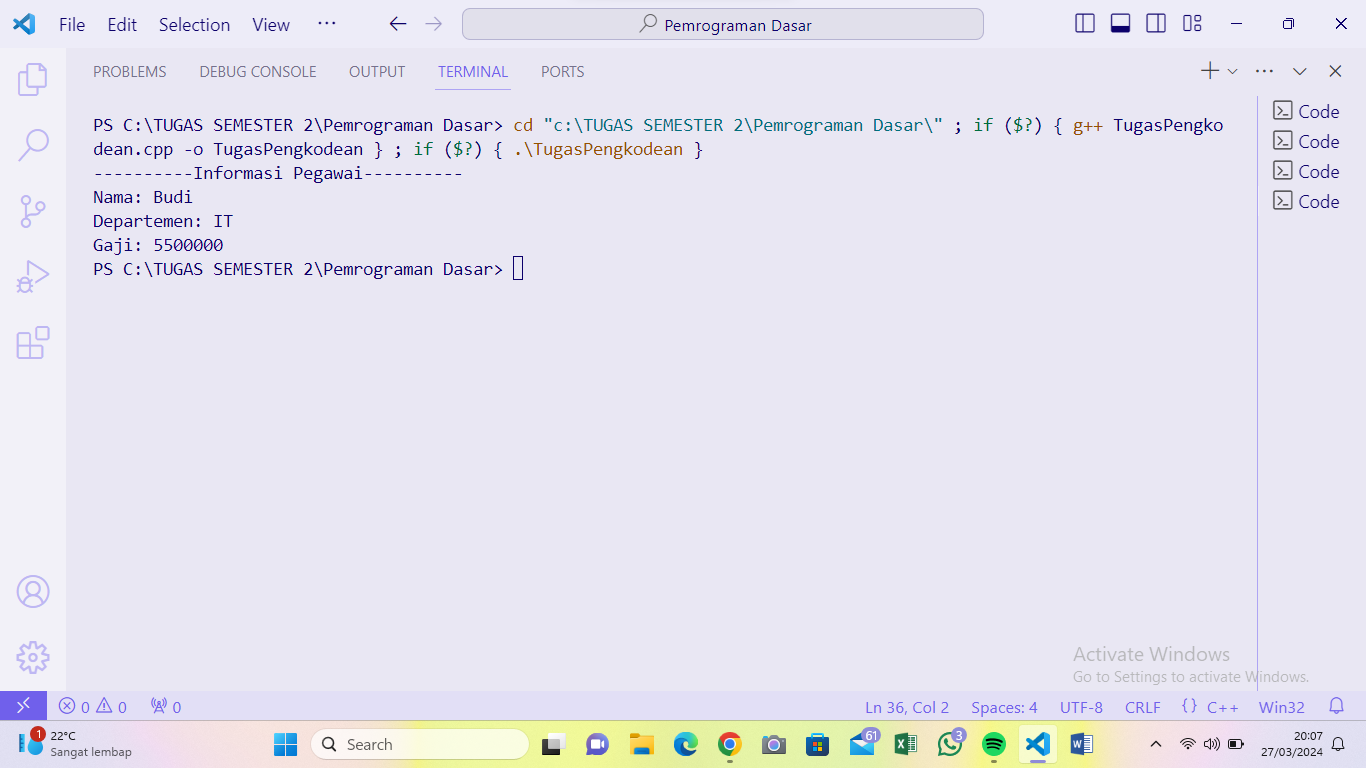 File Edit Selection View ··· Pemrograman Dasar
PROBLEMS DEBUG CONSOLE OUTPUT TERMINAL PORTS
PS C:\TUGAS SEMESTER 2\Pemrograman Dasar> cd "c:\TUGAS SEMESTER 2\Pemrograman Dasar\" ; if ($?) { g++ TugasPengko
dean.cpp -o TugasPengkodean } ; if ($?) { .\TugasPengkodean }
----------Informasi Pegawai----------
Nama: Budi
Departemen: IT
Gaji: 5500000
PS C:\TUGAS SEMESTER 2\Pemrograman Dasar>
Code
Code
Code
Code
Activate Windows
Go to Settings to activate Windows.
0 0 0 Ln 36, Col 2 Spaces: 4 UTF-8 CRLF {} C++ Win32
1 22°C
Sangat lembap
Search
61
3
20:07
27/03/2024